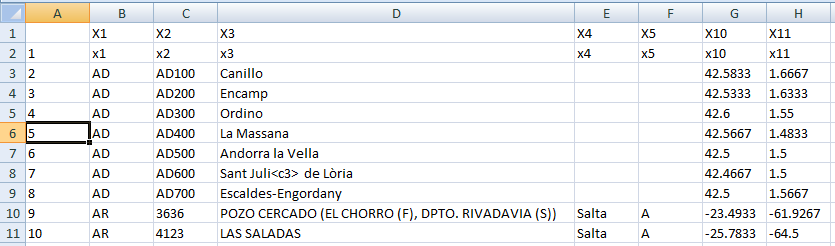 A B C D E F G H
1 X1 X2 X3 X4 X5 X10 X11
2 1 x1 x2 x3 x4 x5 x10 x11
3 2 AD AD100 Canillo 42.5833 1.6667
4 3 AD AD200 Encamp 42.5333 1.6333
5 4 AD AD300 Ordino 42.6 1.55
6 5 AD AD400 La Massana 42.5667 1.4833
7 6 AD AD500 Andorra la Vella 42.5 1.5
8 7 AD AD600 Sant Juli<c3> de Lòria 42.4667 1.5
9 8 AD AD700 Escaldes-Engordany 42.5 1.5667
10 9 AR 3636 POZO CERCADO (EL CHORRO (F), DPTO. RIVADAVIA (S)) Salta A -23.4933 -61.9267
11 10 AR 4123 LAS SALADAS Salta A -25.7833 -64.5